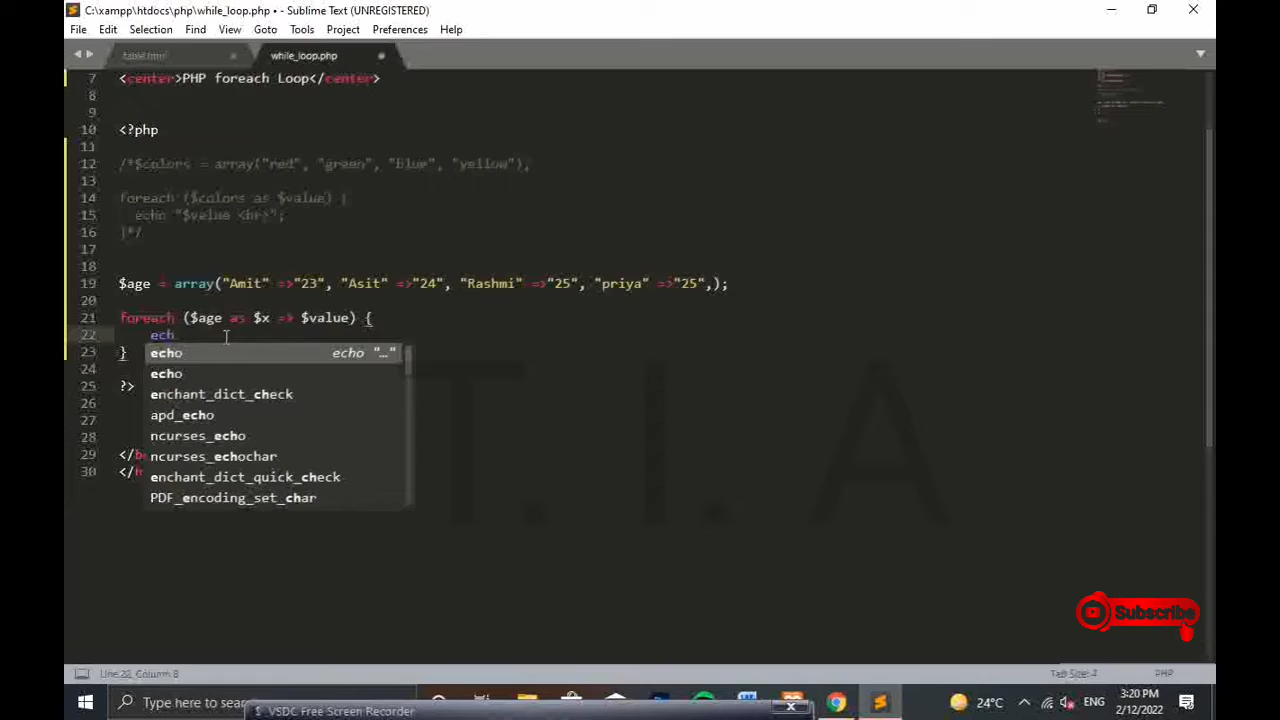 C:\xampp\htdocs\php\while_loop.php • - Sublime Text (UNREGISTERED)
File Edit Selection Find View Goto Tools Project Preferences Help
table.html while_loop.php
7 <center>PHP foreach Loop</center>
8
9
10 <?php
11
12 /*$colors = array("red", "green", "Blue", "yellow");
13
14 foreach ($colors as $value) {
15 echo "$value <hr>";
16 }*/
17
18
19 $age = array("Amit" =>"23", "Asit" =>"24", "Rashmi" =>"25", "priya" =>"25",);
20
21 foreach ($age as $x => $value) {
22 ech
23 }
echo echo "…"
24
echo
25 ?>
enchant_dict_check
26
apd_echo
27
ncurses_echo
28
29 </b
ncurses_echochar
30 </h
enchant_dict_quick_check
PDF_encoding_set_char
T. I. A
Subscribe
Line 22, Column 8 Tab Size: 4 PHP
Type here to sear
24°C ENG
3:20 PM
2/12/2022
VSDC Free Screen Recorder